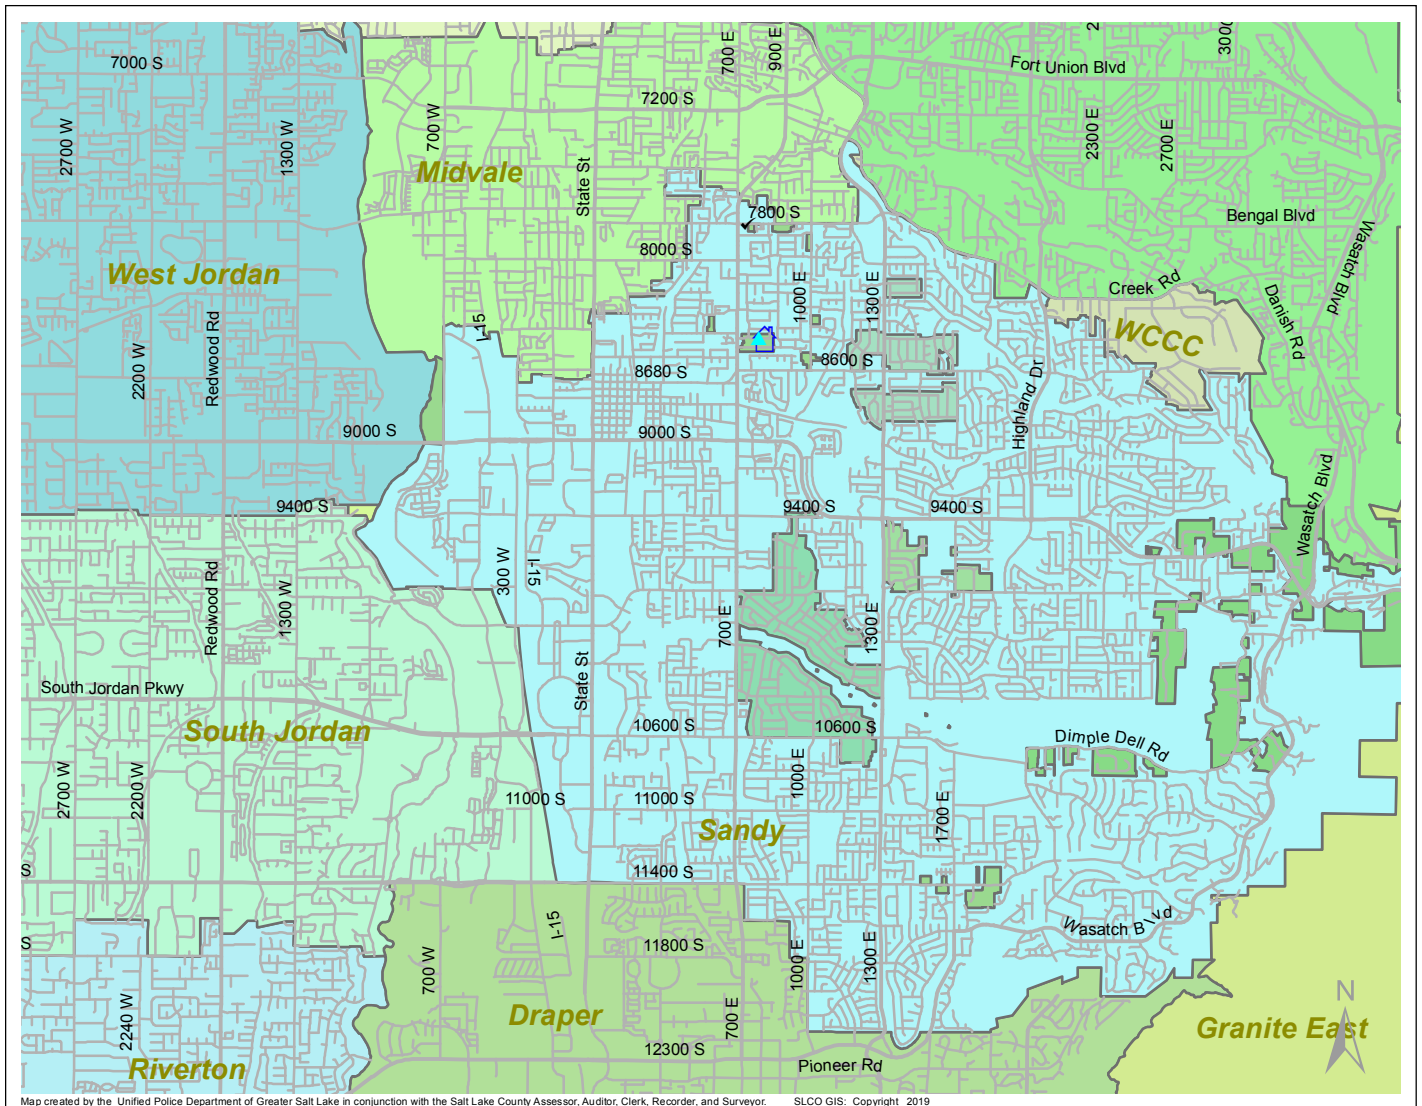 7000 S
700 E
900 E
2
3000
Fort Union Blvd
7200 S
2700 W
1300 W
700 W
2300 E
2700 E
Midvale
State St
7800 S
Bengal Blvd
8000 S
Wasatch Blvd
West Jordan
1000 E
1300 E
Creek Rd
Danish Rd
I-15
WCCC
2200 W
Redwood Rd
8680 S
8600 S
Highland Dr
9000 S
9000 S
9400 S
9400 S
9400 S
Wasatch Blvd
300 W
I-15
Redwood Rd
1300 W
700 E
1300 E
South Jordan Pkwy
State St
South Jordan
10600 S
10600 S
Dimple Dell Rd
2700 W
2200 W
1000 E
11000 S
11000 S
1700 E
Sandy
S
11400 S
Wasatch Blvd
S
700 W
I-15
11800 S
1000 E
1300 E
2240 W
Draper
700 E
N
Granite East
12300 S
Riverton
Pioneer Rd
Map created by the Unified Police Department of Greater Salt Lake in conjunction with the Salt Lake County Assessor, Auditor, Clerk, Recorder, and Surveyor. SLCO GIS: Copyright 2019